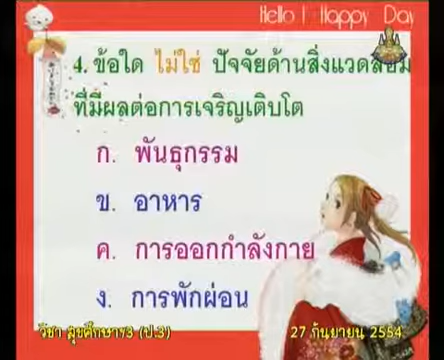 Hello! Happy Day
4. ข้อใด ไม่ใช่ ปัจจัยด้านสิ่งแวดล้อม
ที่มีผลต่อการเจริญเติบโต
ก. พันธุกรรม
ข. อาหาร
ค. การออกกำลังกาย
ง. การพักผ่อน
วิชา สุขศึกษาฯ3 (ป.3)
27 กันยายน 2554